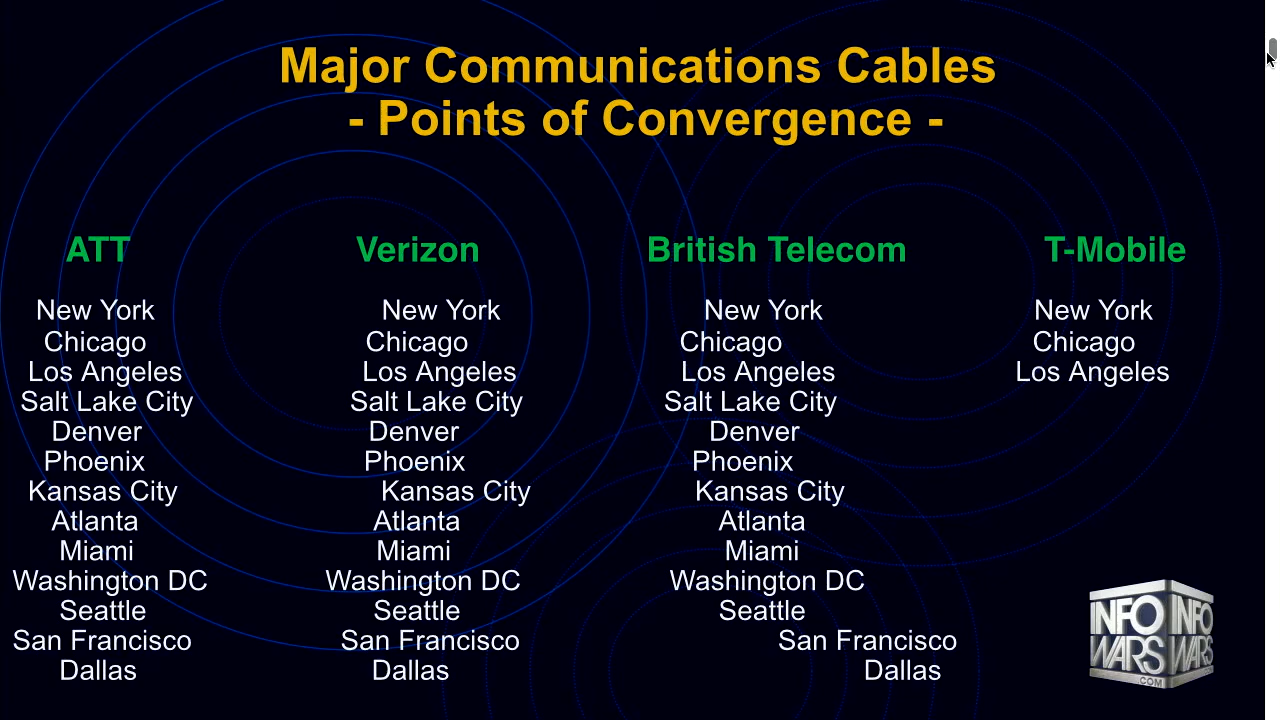 Major Communications Cables
- Points of Convergence -
ATT Verizon British Telecom T-Mobile
New York New York New York New York
Chicago Chicago Chicago Chicago
Los Angeles Los Angeles Los Angeles Los Angeles
Salt Lake City Salt Lake City Salt Lake City
Denver Denver Denver
Phoenix Phoenix Phoenix
Kansas City Kansas City Kansas City
Atlanta Atlanta Atlanta
Miami Miami Miami
Washington DC Washington DC Washington DC
Seattle Seattle Seattle
San Francisco San Francisco San Francisco
Dallas Dallas Dallas
INFO INFO
WARS WARS
.COM